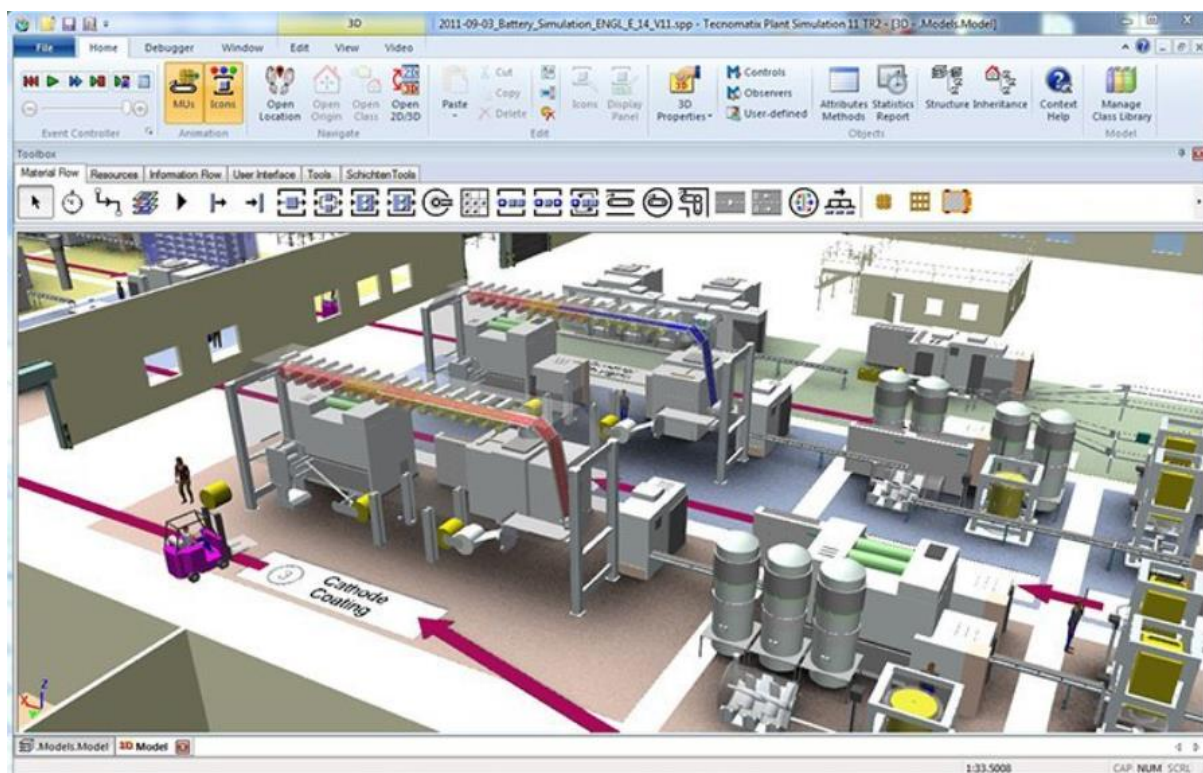 3D
2011-09-03_Battery_Simulation_ENGL_E_14_V11.spp - Tecnomatix Plant Simulation 11 TR2 - [3D - .Models.Model]
File Home Debugger Window Edit View Video
MUs Icons Open Location Open Origin Open Class Open 2D/3D Paste Cut Copy Delete Icons Display Panel 3D Properties Controls Observers User-defined Attributes Methods Statistics Report Structure Inheritance Context Help Manage Class Library
Event Controller Animation Navigate Edit Objects Model
Toolbox
Material Flow Resources Information Flow User Interface Tools SchichtenTools
3 Cathode
Coating
Z
X
Y
.Models.Model 3D Model
1:33.5008 CAP NUM SCRL